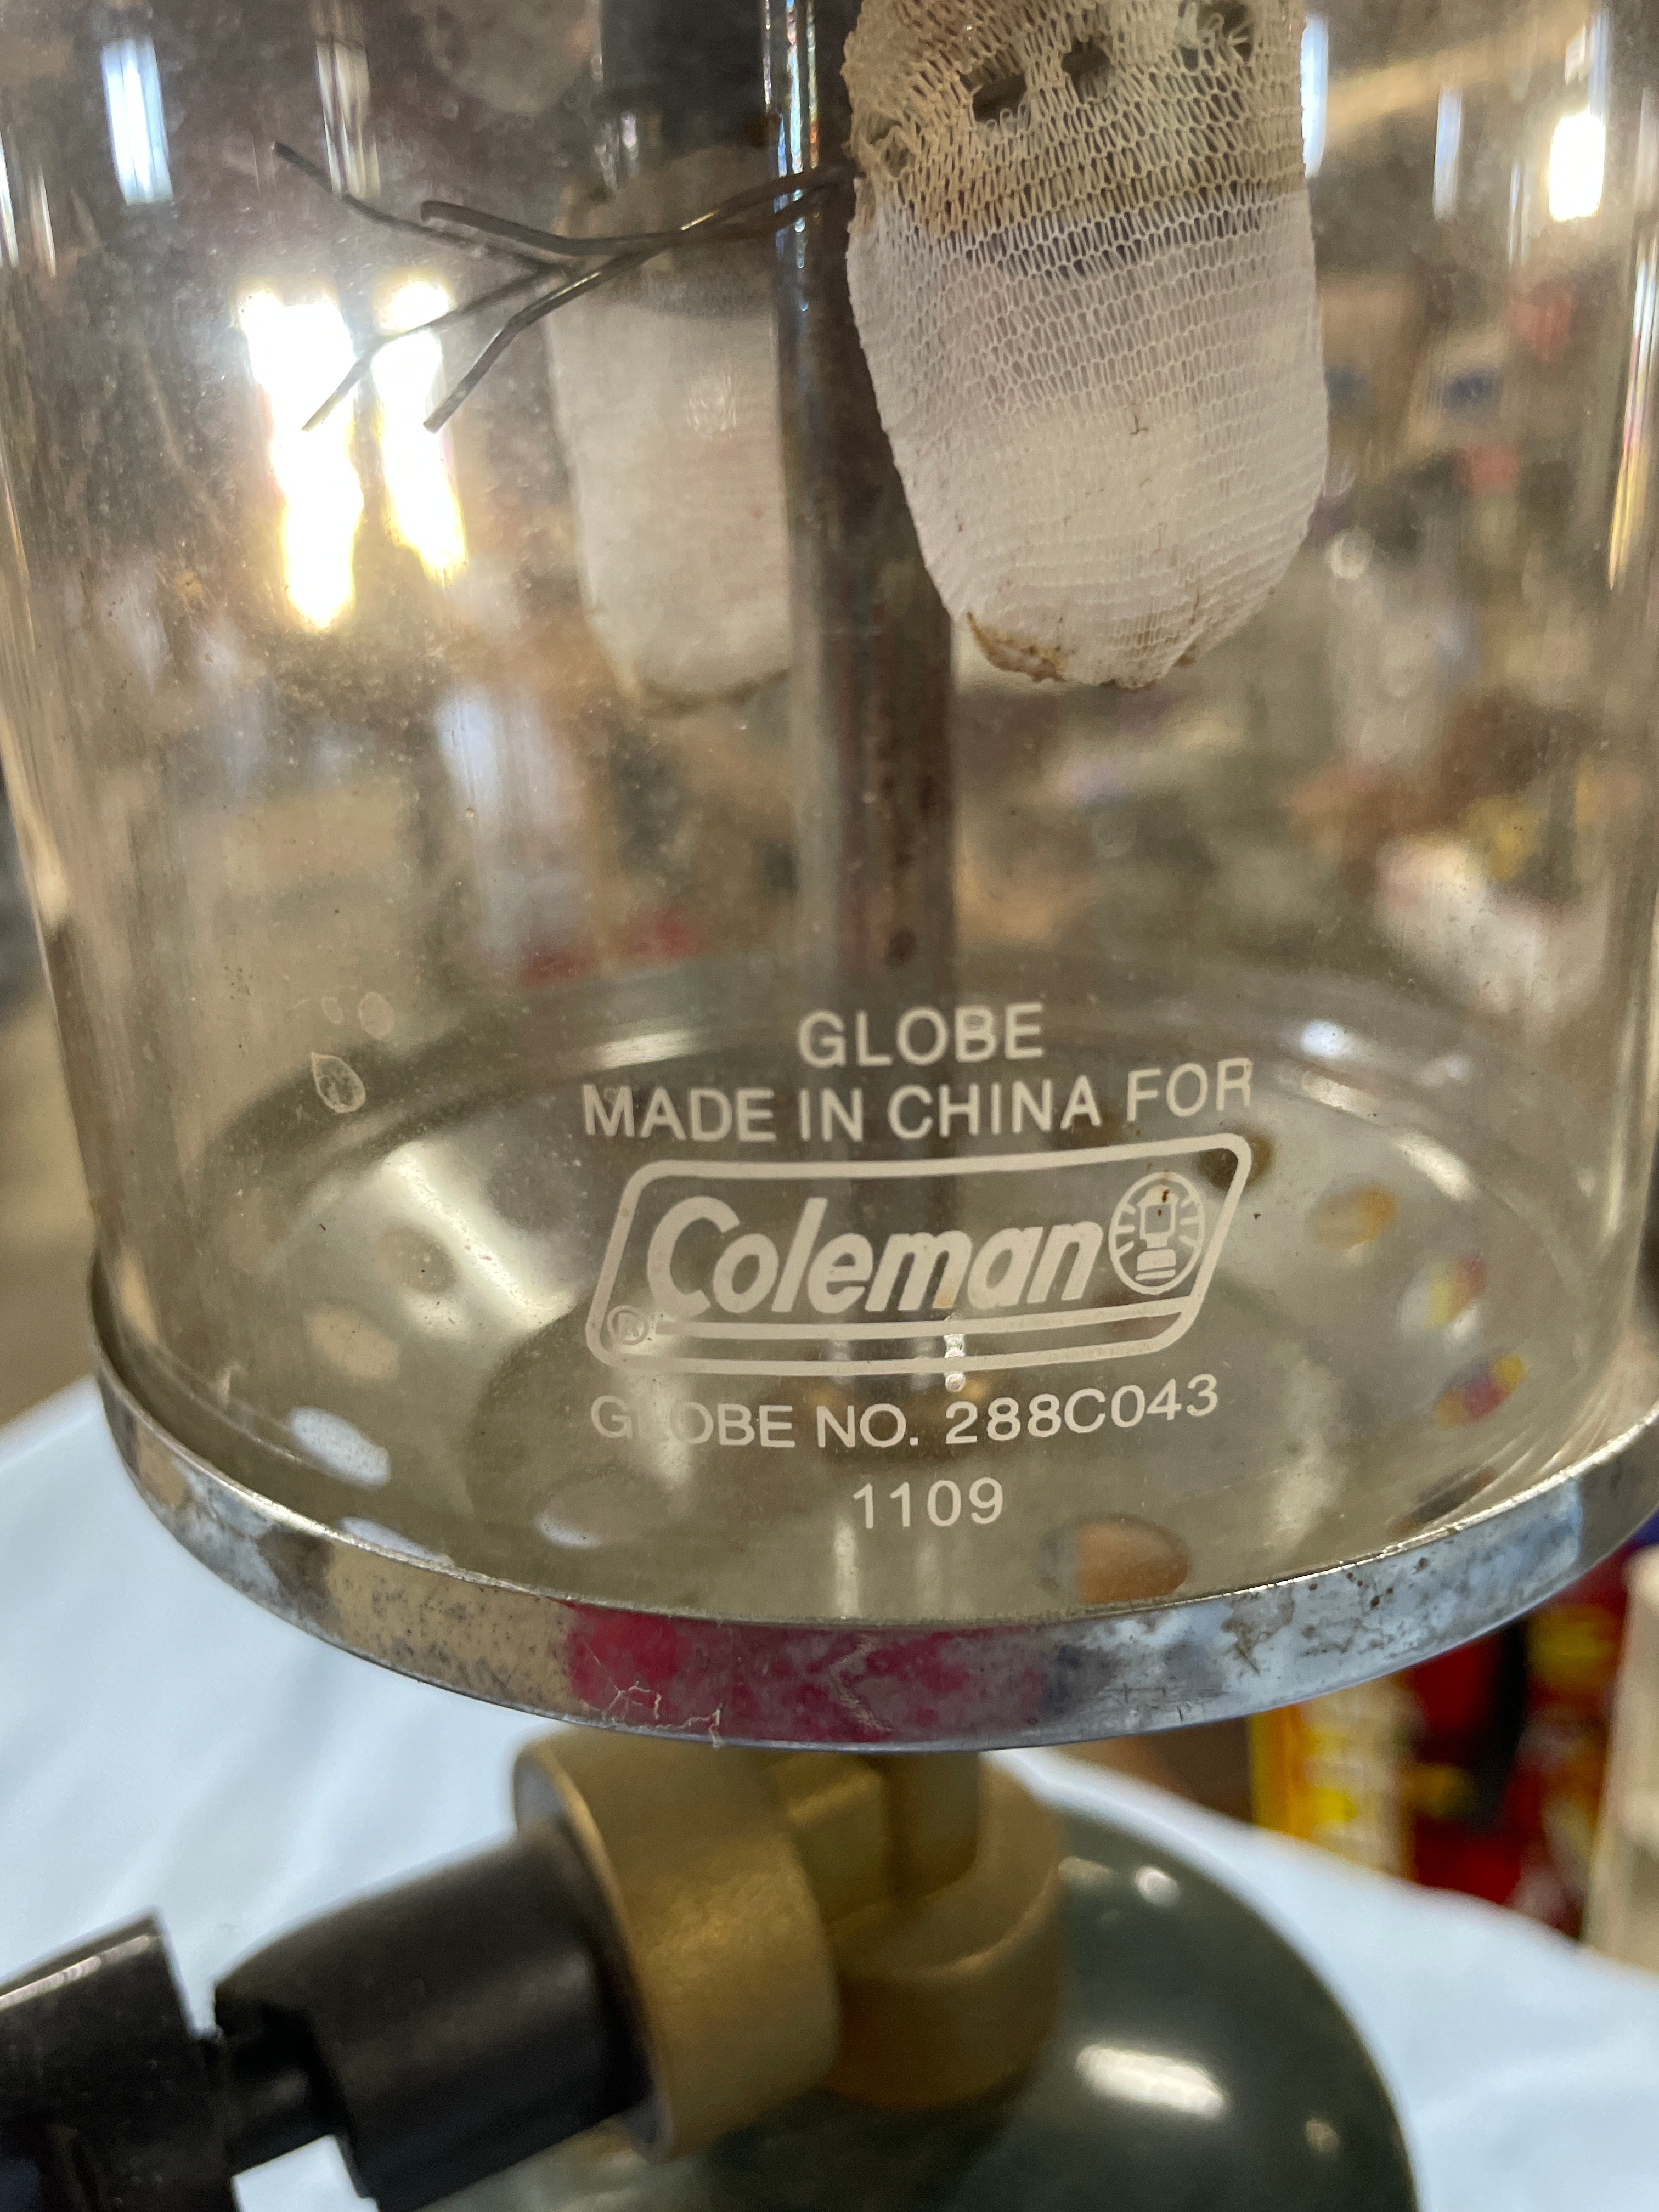 GLOBE
MADE IN CHINA FOR
Coleman
®
GLOBE NO. 288C043
1109